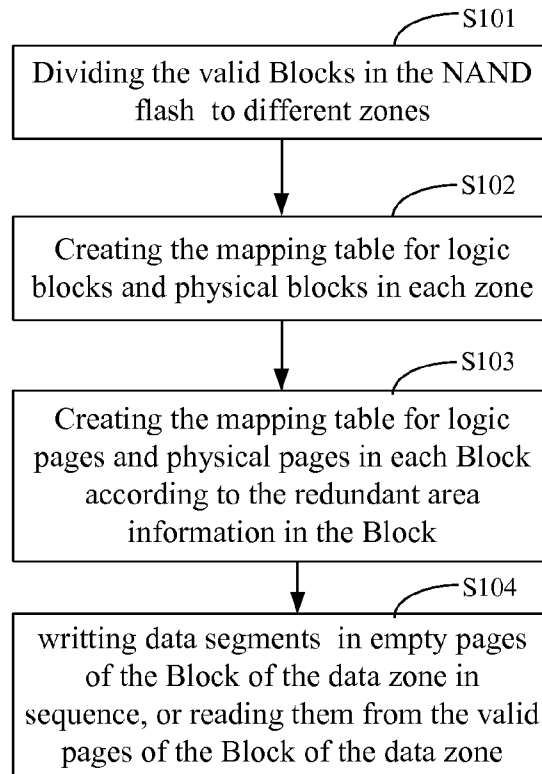 S101
Dividing the valid Blocks in the NAND
flash to different zones
S102
Creating the mapping table for logic
blocks and physical blocks in each zone
S103
Creating the mapping table for logic
pages and physical pages in each Block
according to the redundant area
information in the Block
S104
writting data segments in empty pages
of the Block of the data zone in
sequence, or reading them from the valid
pages of the Block of the data zone